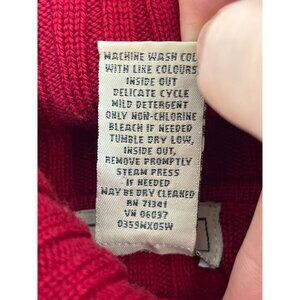 MACHINE WASH COL
WITH LIKE COLOURS
INSIDE OUT
DELICATE CYCLE
MILD DETERGENT
ONLY NON-CHLORINE
BLEACH IF NEEDED
TUMBLE DRY LOW,
INSIDE OUT,
REMOVE PROMPTLY
STEAM PRESS
IF NEEDED
MAY BE DRY CLEANED
RN 71341
VN 06097
0359WX05W